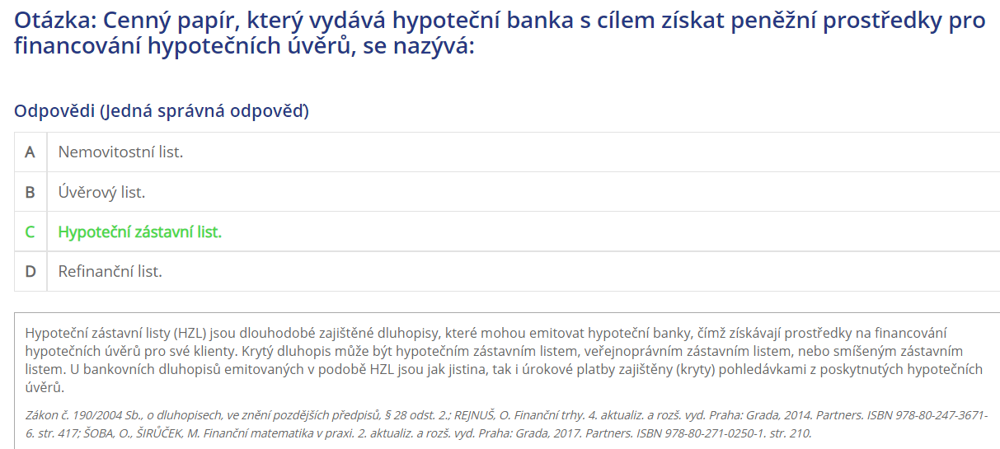 Otázka: Cenný papír, který vydává hypoteční banka s cílem získat peněžní prostředky pro
financování hypotečních úvěrů, se nazývá:
Odpovědi (Jedná správná odpověď)
A Nemovitostní list.
B Úvěrový list.
C Hypoteční zástavní list.
D Refinanční list.
Hypoteční zástavní listy (HZL) jsou dlouhodobé zajištěné dluhopisy, které mohou emitovat hypoteční banky, čímž získávají prostředky na financování
hypotečních úvěrů pro své klienty. Krytý dluhopis může být hypotečním zástavním listem, veřejnoprávním zástavním listem, nebo smíšeným zástavním
listem. U bankovních dluhopisů emitovaných v podobě HZL jsou jak jistina, tak i úrokové platby zajištěny (kryty) pohledávkami z poskytnutých hypotečních
úvěrů.
Zákon č. 190/2004 Sb., o dluhopisech, ve znění pozdějších předpisů, § 28 odst. 2.; REJNUŠ, O. Finanční trhy. 4. aktualiz. a rozš. vyd. Praha: Grada, 2014. Partners. ISBN 978-80-247-3671-
6. str. 417; ŠOBA, O., ŠIRŮČEK, M. Finanční matematika v praxi. 2. aktualiz. a rozš. vyd. Praha: Grada, 2017. Partners. ISBN 978-80-271-0250-1. str. 210.